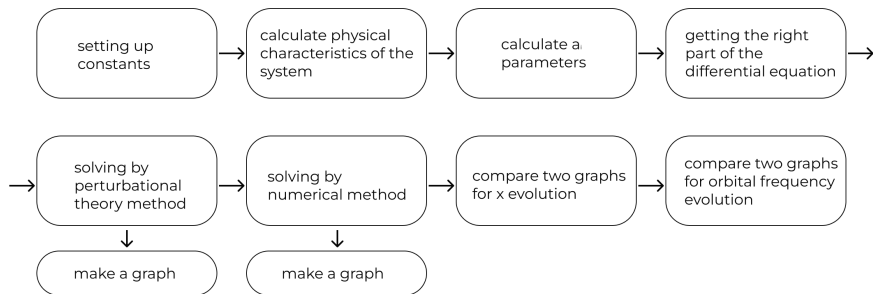 setting up
constants
calculate physical
characteristics of the
system
calculate aᵢ
parameters
getting the right
part of the
differential equation
solving by
perturbational
theory method
solving by
numerical method
compare two graphs
for x evolution
compare two graphs
for orbital frequency
evolution
make a graph
make a graph